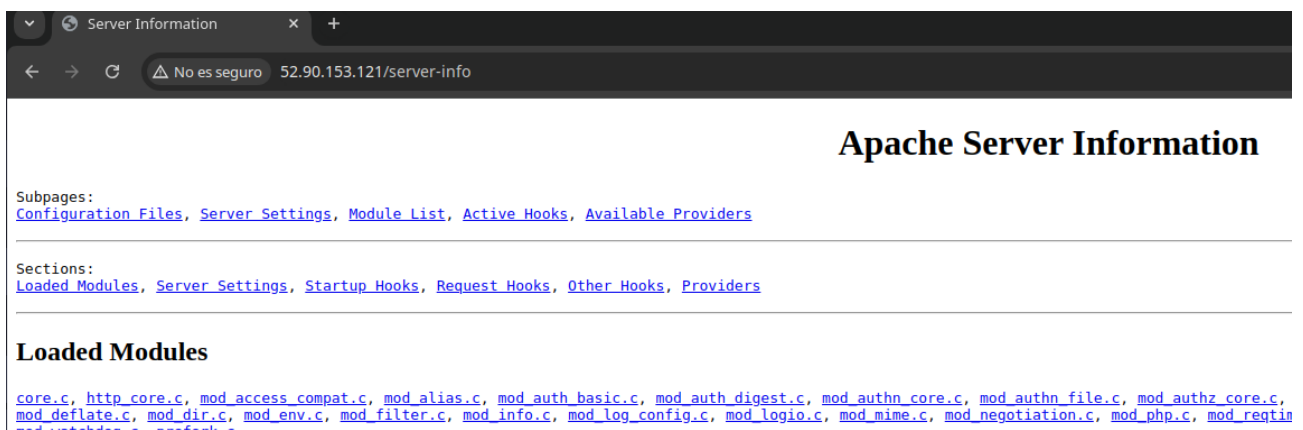 Server Information
No es seguro 52.90.153.121/server-info
Apache Server Information
Subpages:
Configuration Files, Server Settings, Module List, Active Hooks, Available Providers
Sections:
Loaded Modules, Server Settings, Startup Hooks, Request Hooks, Other Hooks, Providers
Loaded Modules
core.c, http_core.c, mod_access_compat.c, mod_alias.c, mod_auth_basic.c, mod_auth_digest.c, mod_authn_core.c, mod_authn_file.c, mod_authz_core.c,
mod_deflate.c, mod_dir.c, mod_env.c, mod_filter.c, mod_info.c, mod_log_config.c, mod_logio.c, mod_mime.c, mod_negotiation.c, mod_php.c,